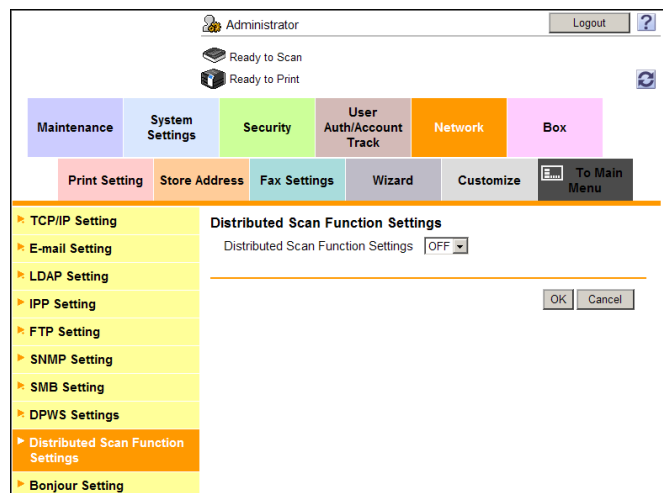 Administrator
Logout
?
Ready to Scan
Ready to Print
Maintenance
System
Settings
Security
User
Auth/Account
Track
Network
Box
Print Setting
Store Address
Fax Settings
Wizard
Customize
To Main
Menu
TCP/IP Setting
E-mail Setting
LDAP Setting
IPP Setting
FTP Setting
SNMP Setting
SMB Setting
DPWS Settings
Distributed Scan Function
Settings
Bonjour Setting
Distributed Scan Function Settings
Distributed Scan Function Settings OFF
OK Cancel